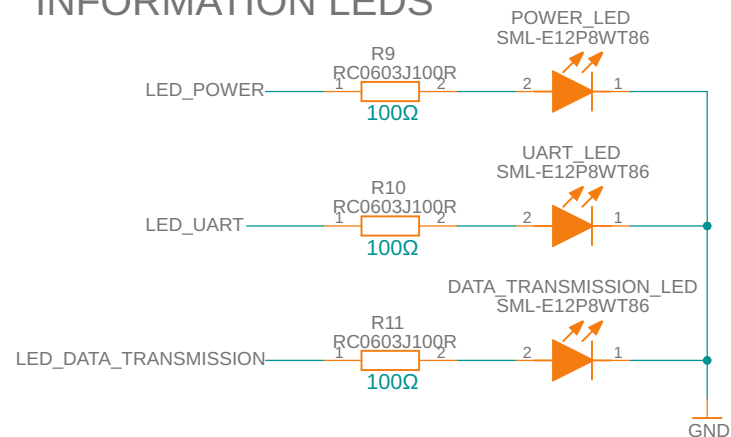 INFORMATION LEDS
POWER_LED
SML-E12P8WT86
R9
RC0603J100R
LED_POWER
1
2
2
1
100Ω
UART_LED
SML-E12P8WT86
R10
RC0603J100R
LED_UART
1
2
2
1
100Ω
DATA_TRANSMISSION_LED
SML-E12P8WT86
R11
RC0603J100R
LED_DATA_TRANSMISSION
1
2
2
1
100Ω
GND